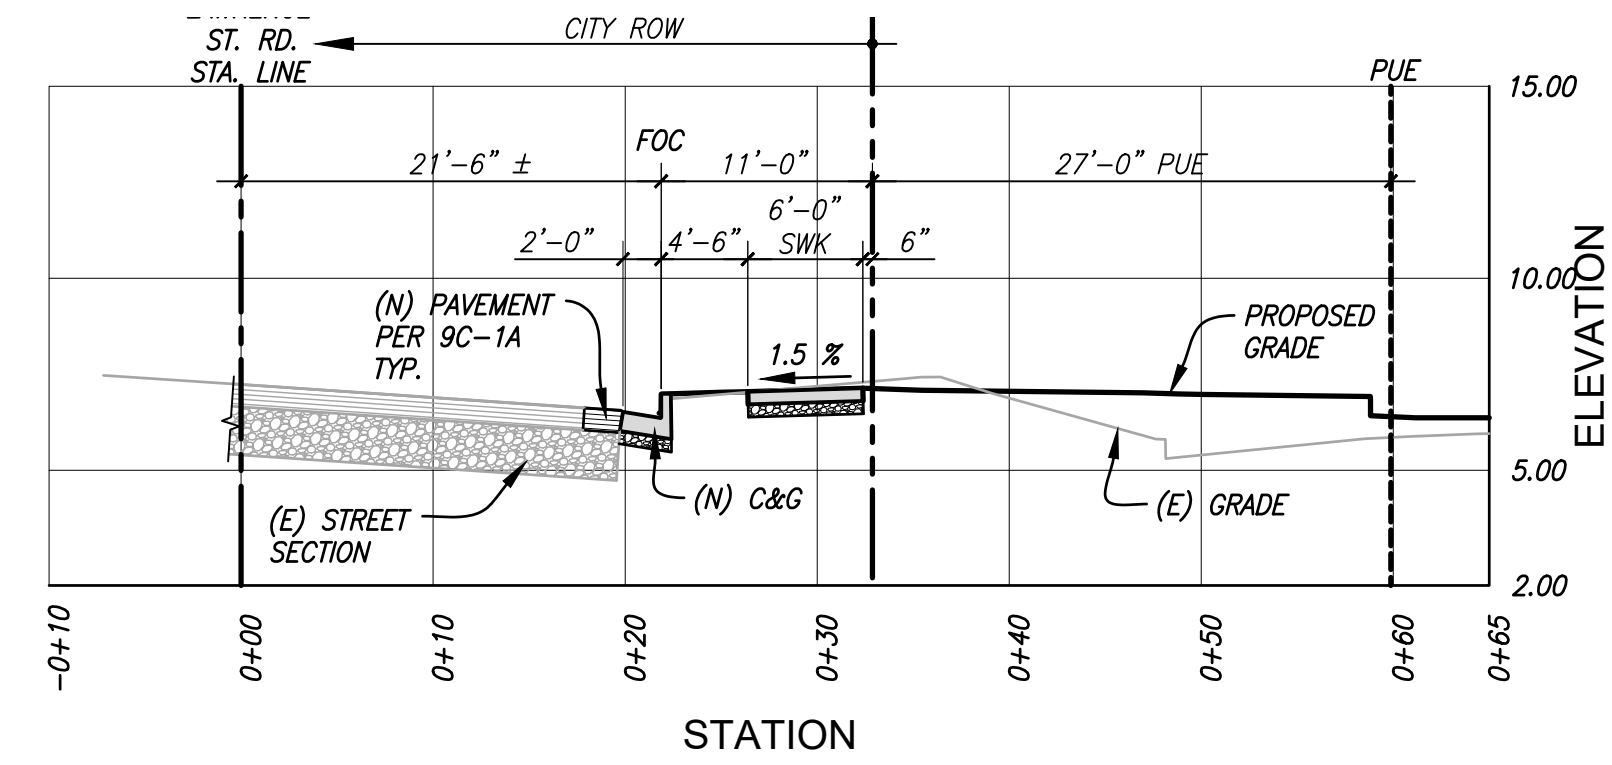 CITY ROW
ST. RD.
STA. LINE
PUE
15.00
FOC
21'-6" ±
11'-0"
27'-0" PUE
6'-0"
2'-0"
4'-6"
SWK
6"
10.00
(N) PAVEMENT
PER 9C-1A
TYP.
1.5 %
PROPOSED
GRADE
ELEVATION
5.00
(N) C&G
(E) GRADE
(E) STREET
SECTION
2.00
-0+10
0+00
0+10
0+20
0+30
0+40
0+50
0+60
0+65
STATION